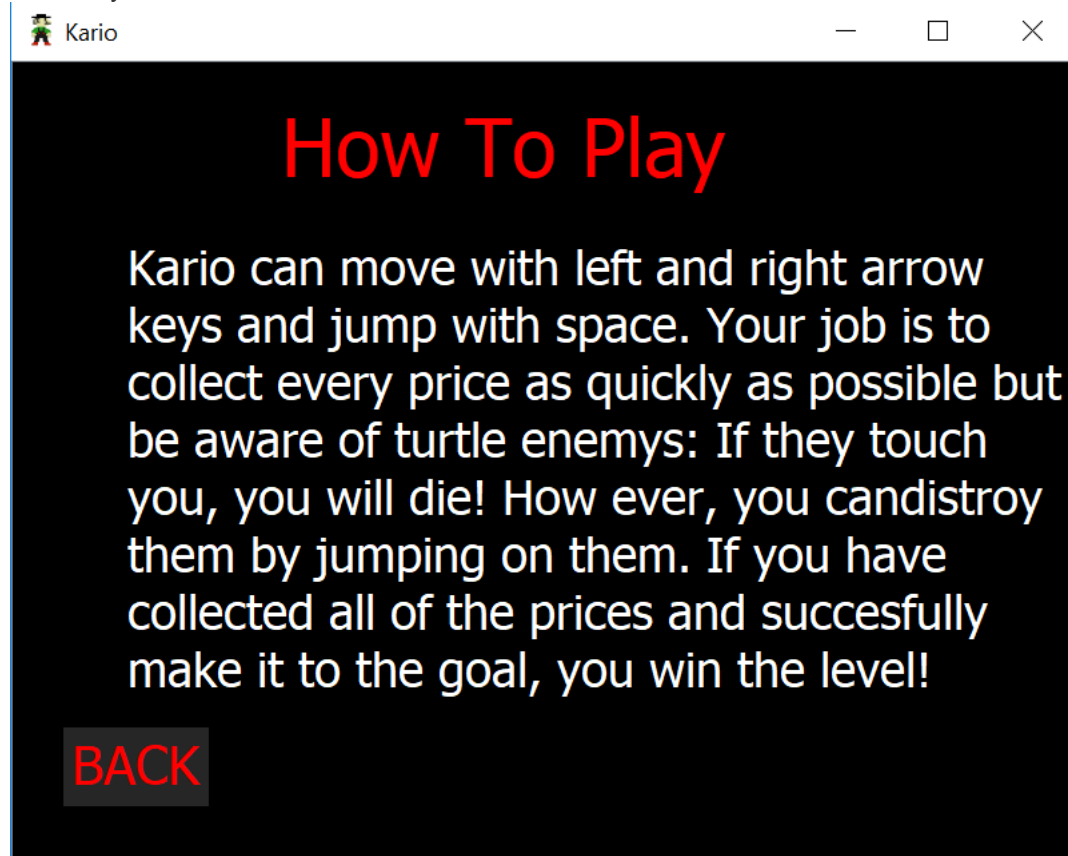 Kario
How To Play
Kario can move with left and right arrow
keys and jump with space. Your job is to
collect every price as quickly as possible but
be aware of turtle enemys: If they touch
you, you will die! How ever, you candistroy
them by jumping on them. If you have
collected all of the prices and succesfully
make it to the goal, you win the level!
BACK